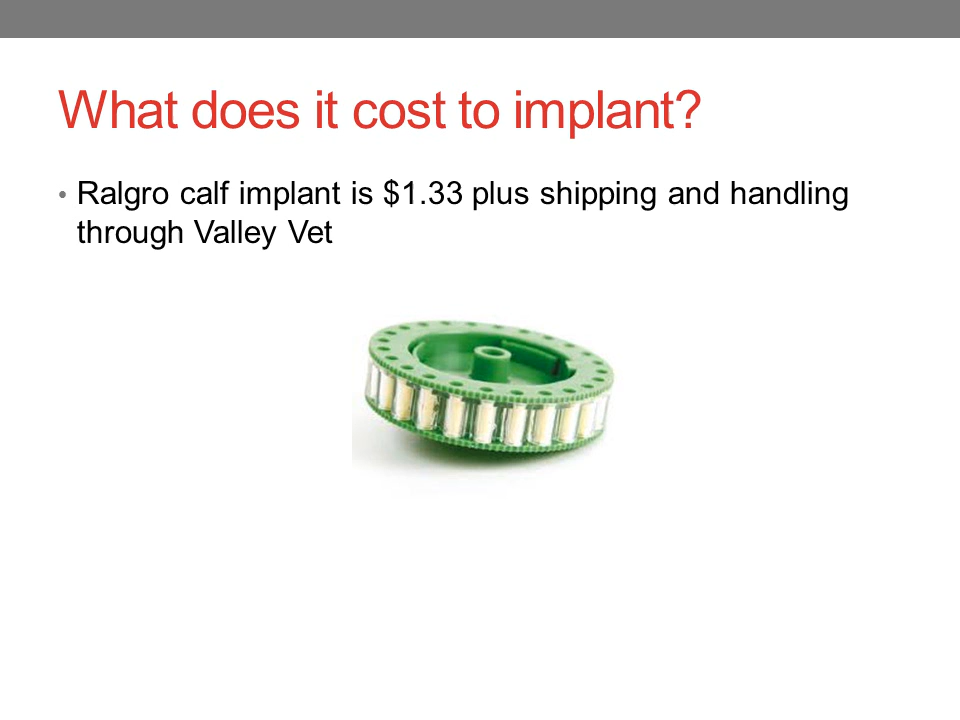 What does it cost to implant?
• Ralgro calf implant is $1.33 plus shipping and handling
through Valley Vet